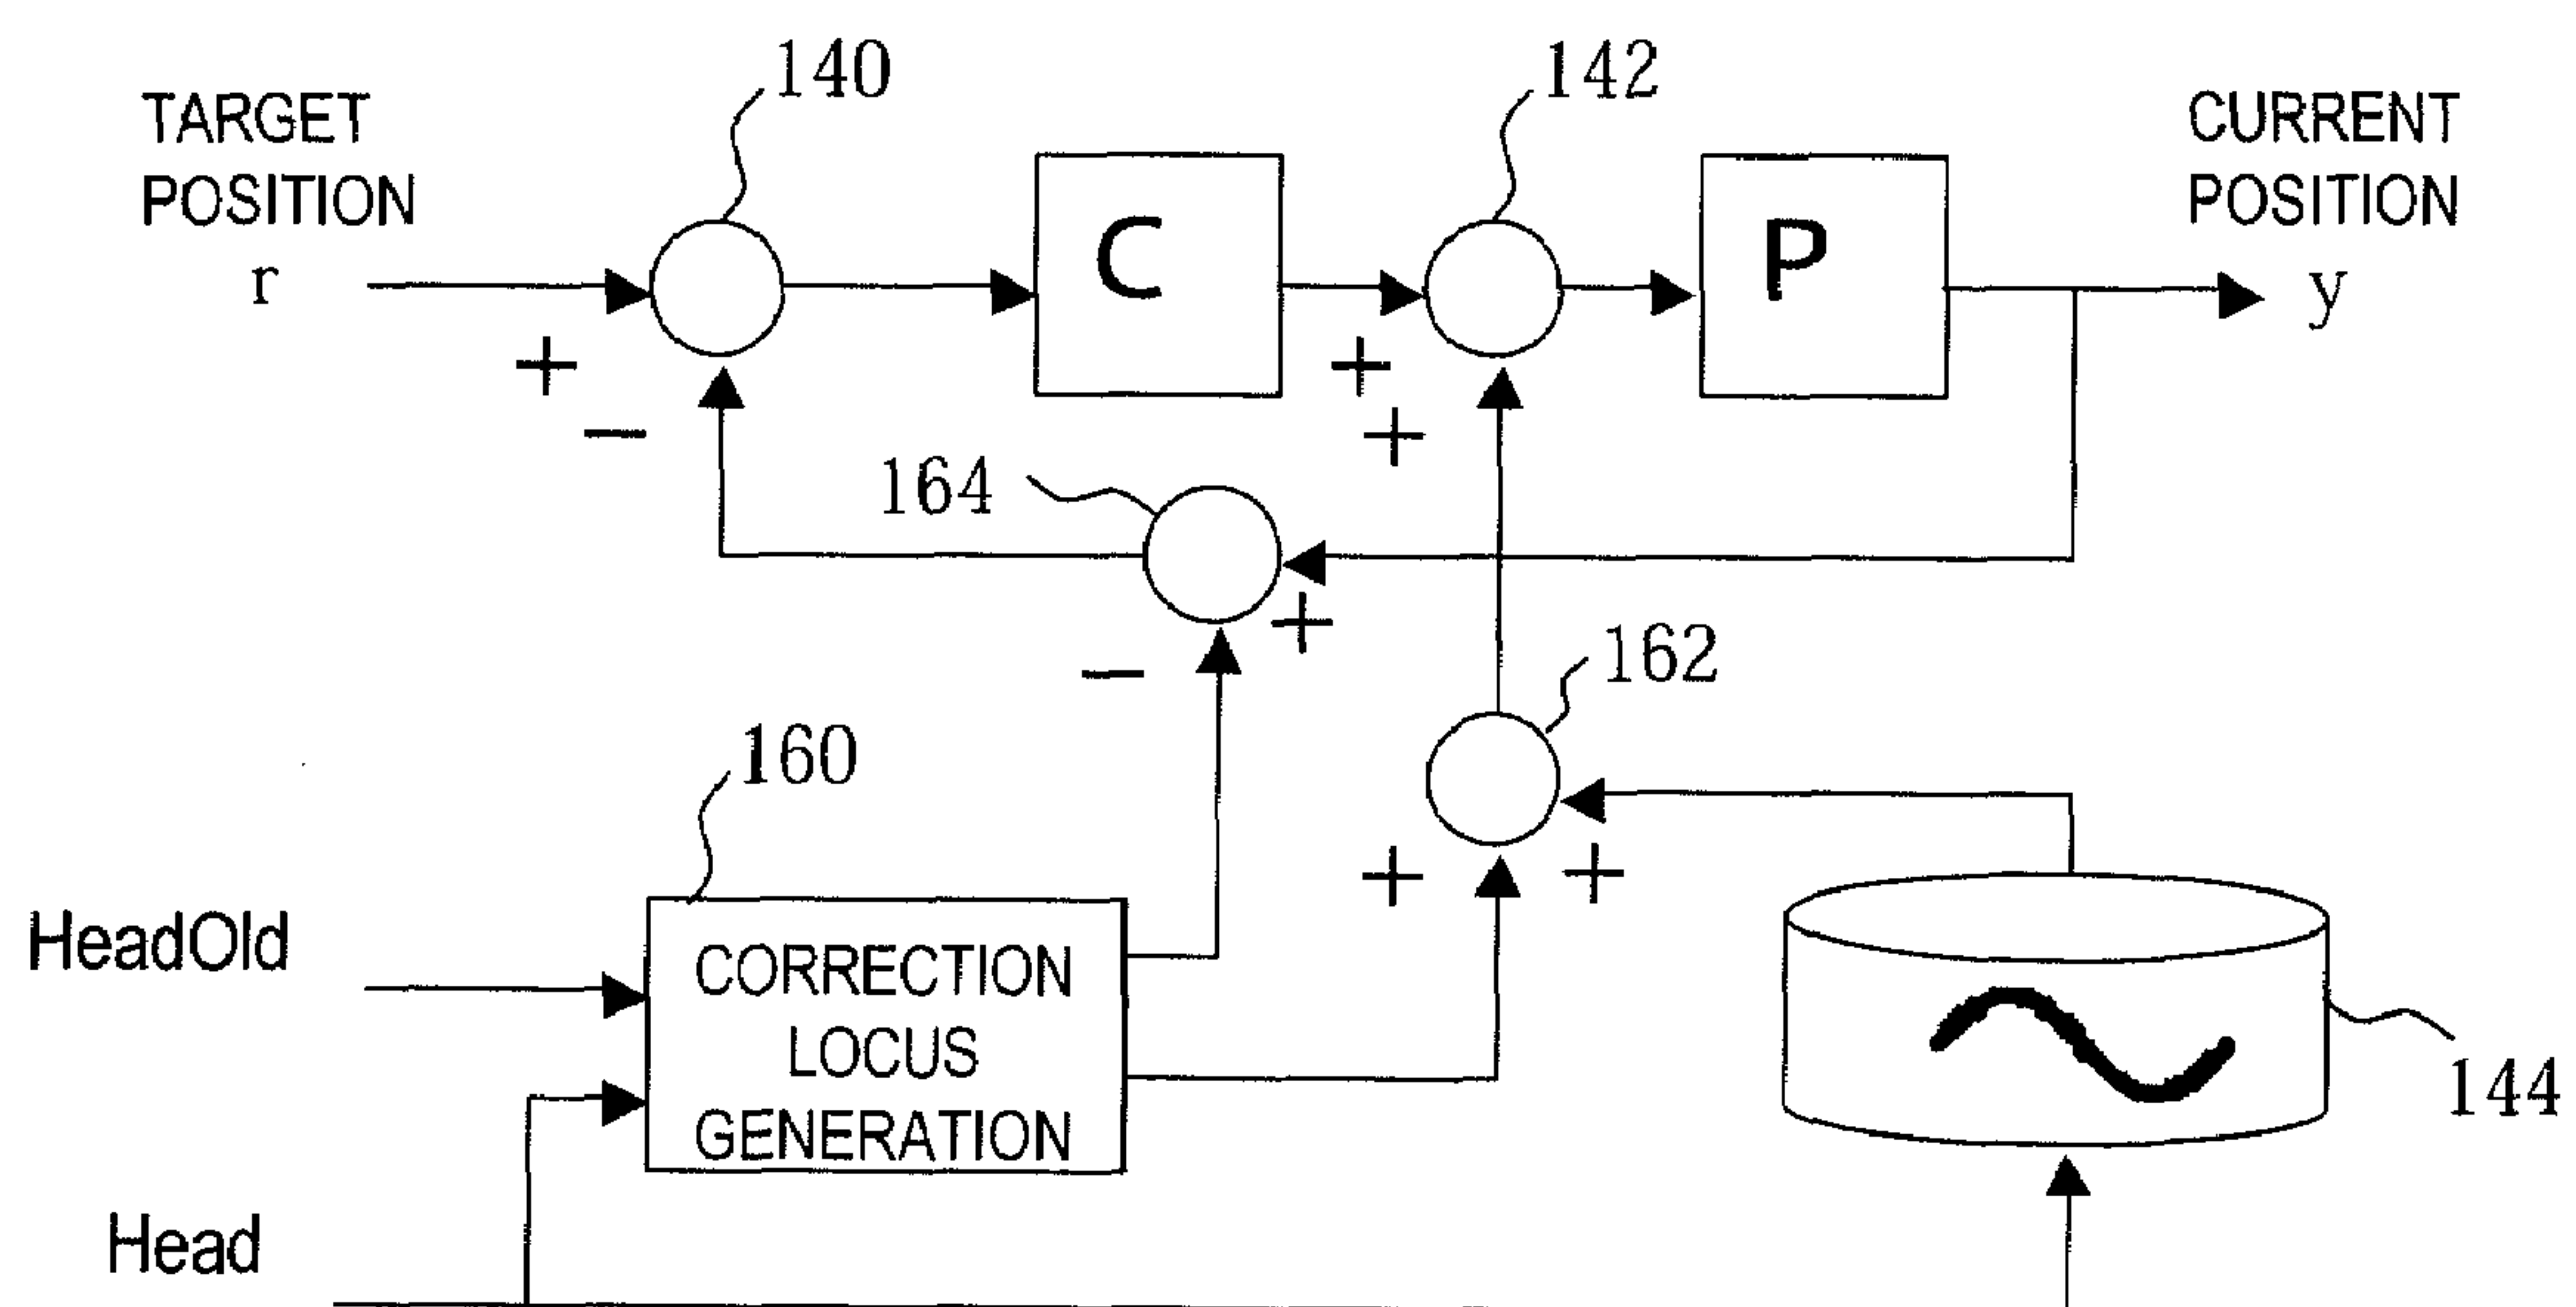 140
142
TARGET
POSITION
r
C
P
CURRENT
POSITION
y
+
−
+
+
164
+
−
162
160
+
+
HeadOld
CORRECTION
LOCUS
GENERATION
144
Head